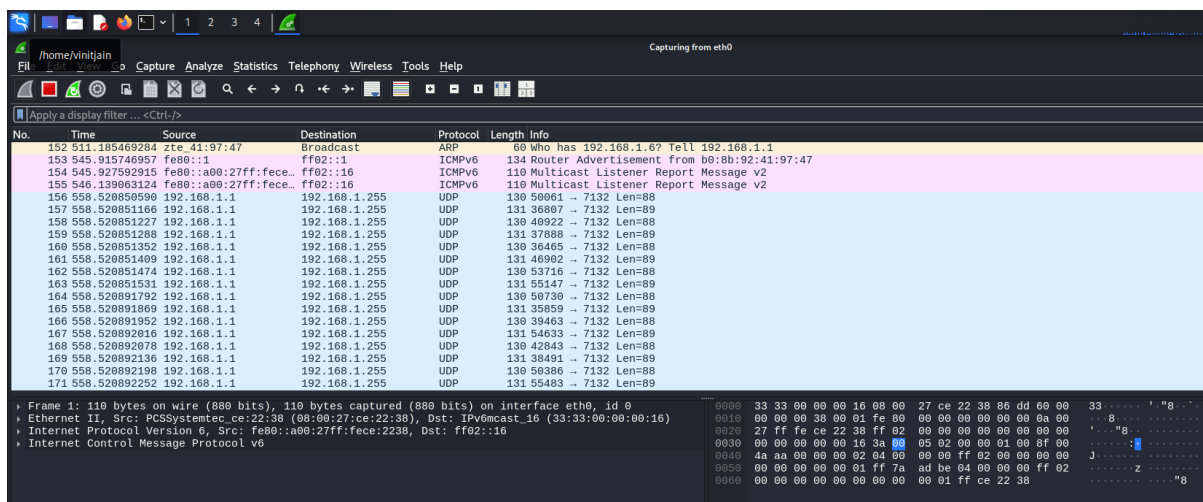 1 2 3 4
Capturing from eth0
/home/vinitjain
File Edit View Go Capture Analyze Statistics Telephony Wireless Tools Help
Apply a display filter ... <Ctrl-/>
No. Time Source Destination Protocol Length Info
152 511.185469284 zte_41:97:47 Broadcast ARP 60 Who has 192.168.1.6? Tell 192.168.1.1
153 545.915746957 fe80::1 ff02::1 ICMPv6 134 Router Advertisement from b0:8b:92:41:97:47
154 545.927592915 fe80::a00:27ff:fece… ff02::16 ICMPv6 110 Multicast Listener Report Message v2
155 546.139063124 fe80::a00:27ff:fece… ff02::16 ICMPv6 110 Multicast Listener Report Message v2
156 558.520850590 192.168.1.1 192.168.1.255 UDP 130 50061 → 7132 Len=88
157 558.520851166 192.168.1.1 192.168.1.255 UDP 131 36807 → 7132 Len=89
158 558.520851227 192.168.1.1 192.168.1.255 UDP 130 40922 → 7132 Len=88
159 558.520851288 192.168.1.1 192.168.1.255 UDP 131 37888 → 7132 Len=89
160 558.520851352 192.168.1.1 192.168.1.255 UDP 130 36465 → 7132 Len=88
161 558.520851409 192.168.1.1 192.168.1.255 UDP 131 46902 → 7132 Len=89
162 558.520851474 192.168.1.1 192.168.1.255 UDP 130 53716 → 7132 Len=88
163 558.520851531 192.168.1.1 192.168.1.255 UDP 131 55147 → 7132 Len=89
164 558.520891792 192.168.1.1 192.168.1.255 UDP 130 50730 → 7132 Len=88
165 558.520891869 192.168.1.1 192.168.1.255 UDP 131 35859 → 7132 Len=89
166 558.520891952 192.168.1.1 192.168.1.255 UDP 130 39463 → 7132 Len=88
167 558.520892016 192.168.1.1 192.168.1.255 UDP 131 54633 → 7132 Len=89
168 558.520892078 192.168.1.1 192.168.1.255 UDP 130 42843 → 7132 Len=88
169 558.520892136 192.168.1.1 192.168.1.255 UDP 131 38491 → 7132 Len=89
170 558.520892198 192.168.1.1 192.168.1.255 UDP 130 50386 → 7132 Len=88
171 558.520892252 192.168.1.1 192.168.1.255 UDP 131 55483 → 7132 Len=89
Frame 1: 110 bytes on wire (880 bits), 110 bytes captured (880 bits) on interface eth0, id 0
Ethernet II, Src: PCSSystemtec_ce:22:38 (08:00:27:ce:22:38), Dst: IPv6mcast_16 (33:33:00:00:00:16)
Internet Protocol Version 6, Src: fe80::a00:27ff:fece:2238, Dst: ff02::16
Internet Control Message Protocol v6
0000 33 33 00 00 00 16 08 00 27 ce 22 38 86 dd 60 00 33······ '·"8··`·
0010 00 00 00 38 00 01 fe 80 00 00 00 00 00 00 0a 00 ···8···· ········
0020 27 ff fe ce 22 38 ff 02 00 00 00 00 00 00 00 00 '···"8·· ········
0030 00 00 00 00 00 16 3a 00 05 02 00 00 01 00 8f 00 ······:· ········
0040 4a aa 00 00 00 02 04 00 00 00 ff 02 00 00 00 00 J······· ········
0050 00 00 00 00 00 01 ff 7a ad be 04 00 00 00 ff 02 ·······z ········
0060 00 00 00 00 00 00 00 00 00 01 ff ce 22 38 ········ ····"8